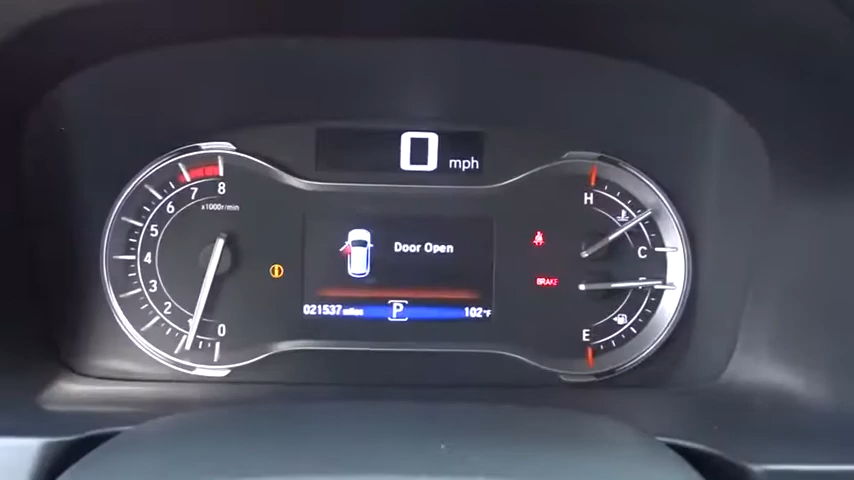 0 mph
8
7
6
5
4
3
2
1
0
x1000r/min
Door Open
021537 miles
P
102°F
BRAKE
H
C
E